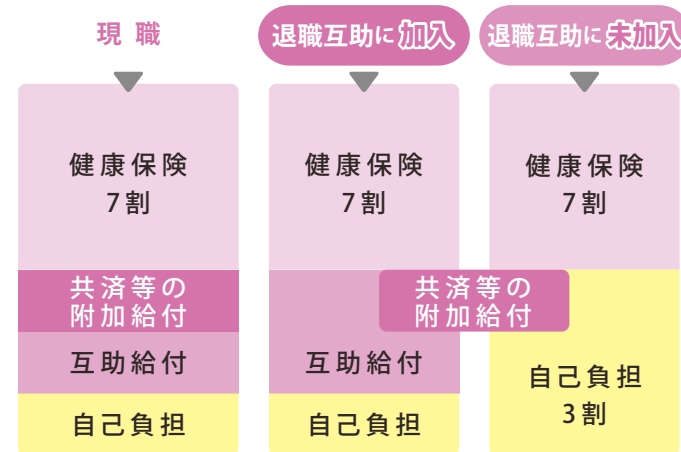 現職
退職互助に加入
退職互助に未加入
健康保険
7割
共済等の
附加給付
互助給付
自己負担
健康保険
7割
互助給付
自己負担
共済等の
附加給付
健康保険
7割
自己負担
3割